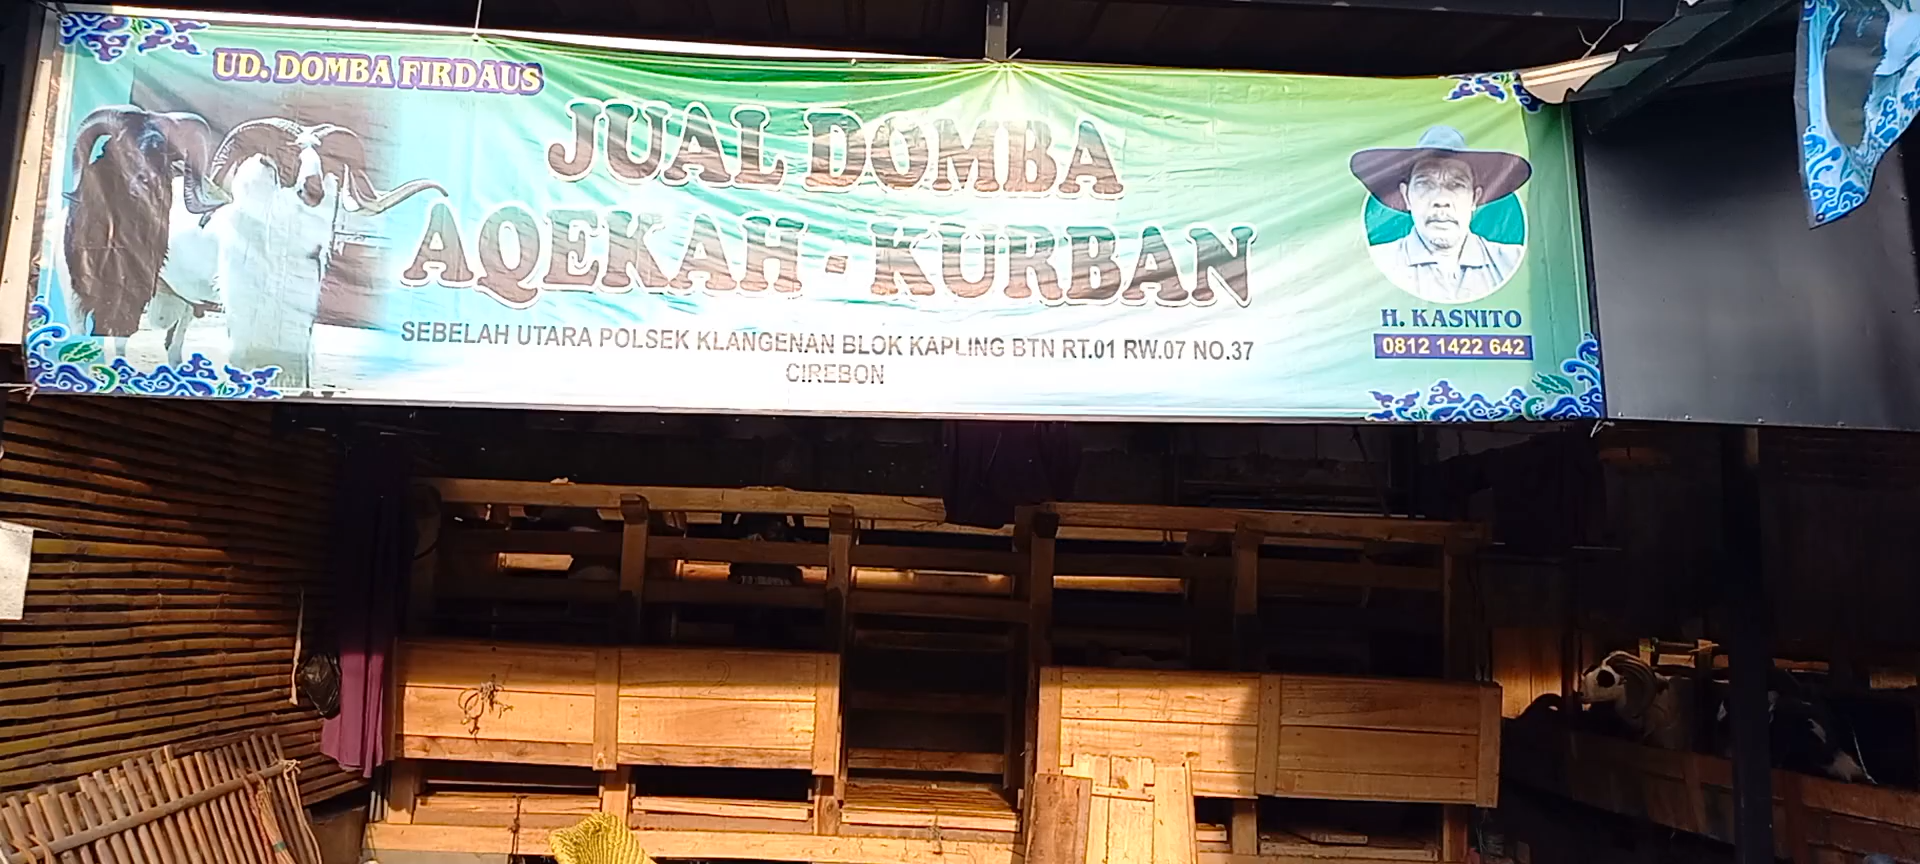 UD. DOMBA FIRDAUS
JUAL DOMBA
AQEKAH - KURBAN
SEBELAH UTARA POLSEK KLANGENAN BLOK KAPLING BTN RT.01 RW.07 NO.37
CIREBON
H. KASNITO
0812 1422 642